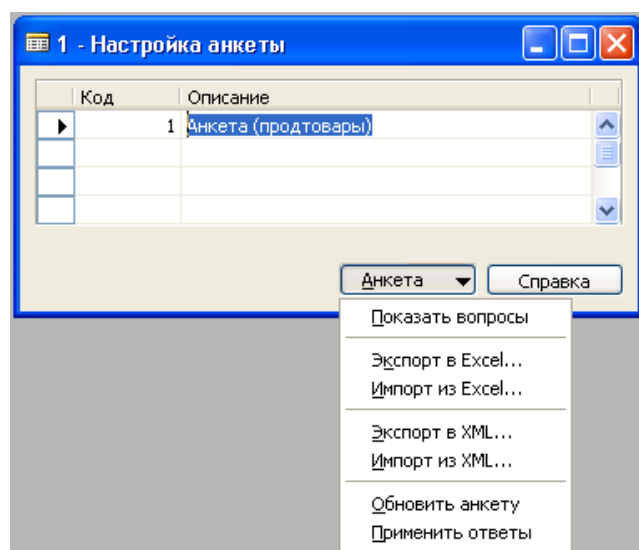 1 - Настройка анкеты
Код Описание
1 Анкета (продтовары)
Анкета Справка
Показать вопросы
Экспорт в Excel...
Импорт из Excel...
Экспорт в XML...
Импорт из XML...
Обновить анкету
Применить ответы